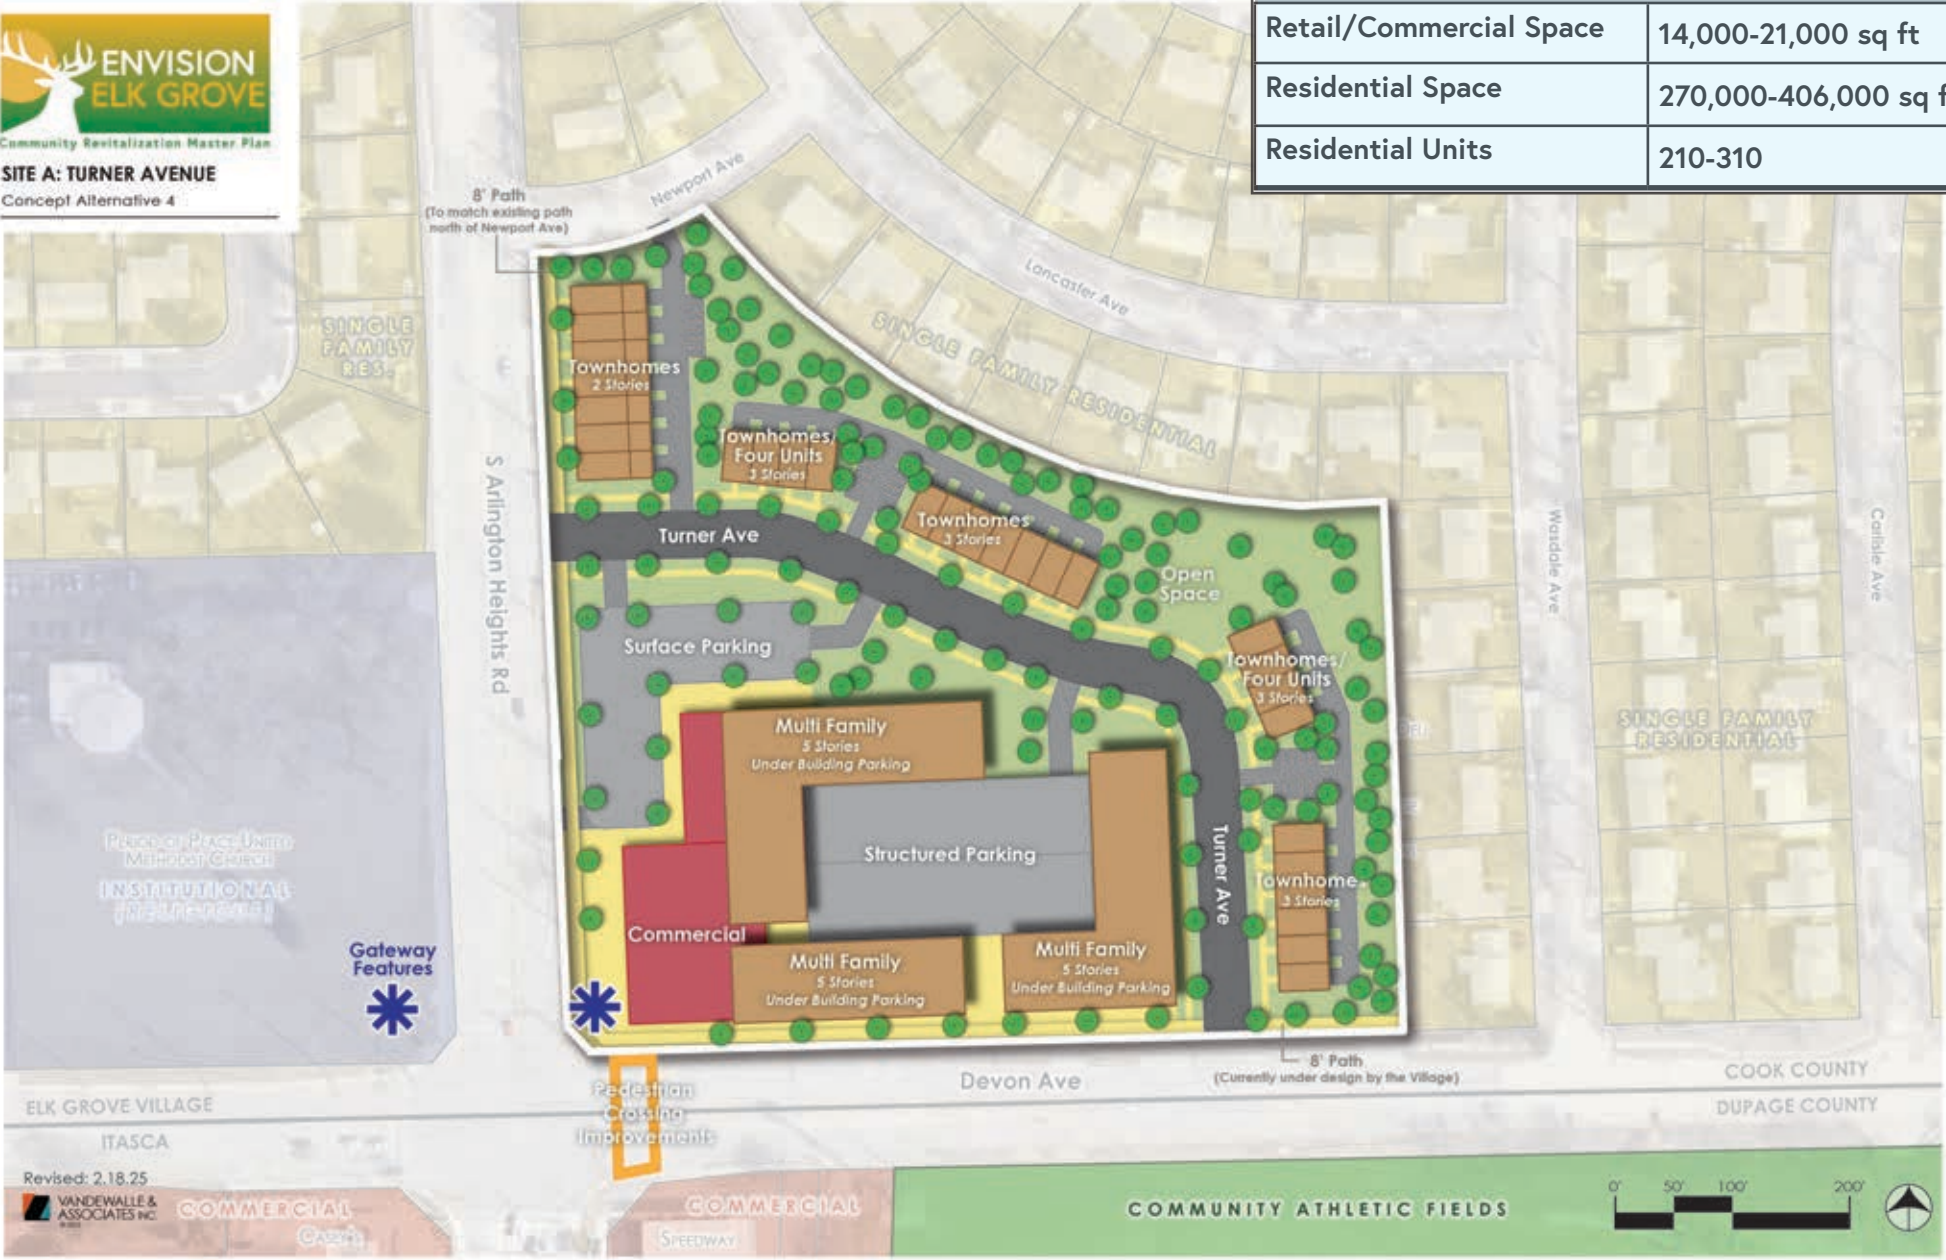 ENVISION
ELK GROVE
Community Revitalization Master Plan
SITE A: TURNER AVENUE
Concept Alternative 4
Retail/Commercial Space
14,000-21,000 sq ft
Residential Space
270,000-406,000 sq f
Residential Units
210-310
8' Path
(To match existing path
north of Newport Ave)
Newport Ave
Lancaster Ave
SINGLE
FAMILY
RES.
SINGLE FAMILY RESIDENTIAL
Townhomes
2 Stories
Townhomes/
Four Units
3 Stories
Townhomes
3 Stories
Turner Ave
S Arlington Heights Rd
Open
Space
Surface Parking
Townhomes/
Four Units
3 Stories
Wasdale Ave
Carlisle Ave
SINGLE FAMILY
RESIDENTIAL
Multi Family
5 Stories
Under Building Parking
Structured Parking
Turner Ave
Townhome
3 Stories
Methodist Church
INSTITUTIONAL
Commercial
Multi Family
5 Stories
Under Building Parking
Multi Family
5 Stories
Under Building Parking
Gateway
Features
8' Path
(Currently under design by the Village)
Devon Ave
COOK COUNTY
DUPAGE COUNTY
ELK GROVE VILLAGE
ITASCA
Pedestrian
Crossing
Improvements
Revised: 2.18.25
VANDEWALLE &
ASSOCIATES INC.
COMMERCIAL
Casey's
COMMERCIAL
Speedway
COMMUNITY ATHLETIC FIELDS
0' 50' 100' 200'